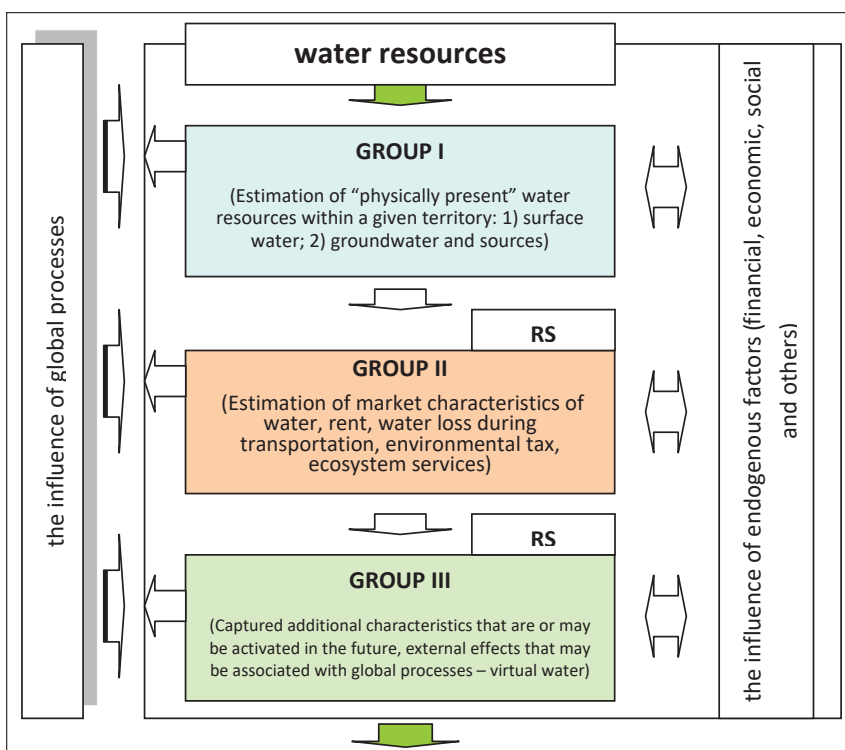 water resources
GROUP I
(Estimation of “physically present” water
resources within a given territory: 1) surface
water; 2) groundwater and sources)
RS
GROUP II
(Estimation of market characteristics of
water, rent, water loss during
transportation, environmental tax,
ecosystem services)
RS
GROUP III
(Captured additional characteristics that are or may
be activated in the future, external effects that may
be associated with global processes – virtual water)
the influence of global processes
the influence of endogenous factors (financial, economic, social
and others)